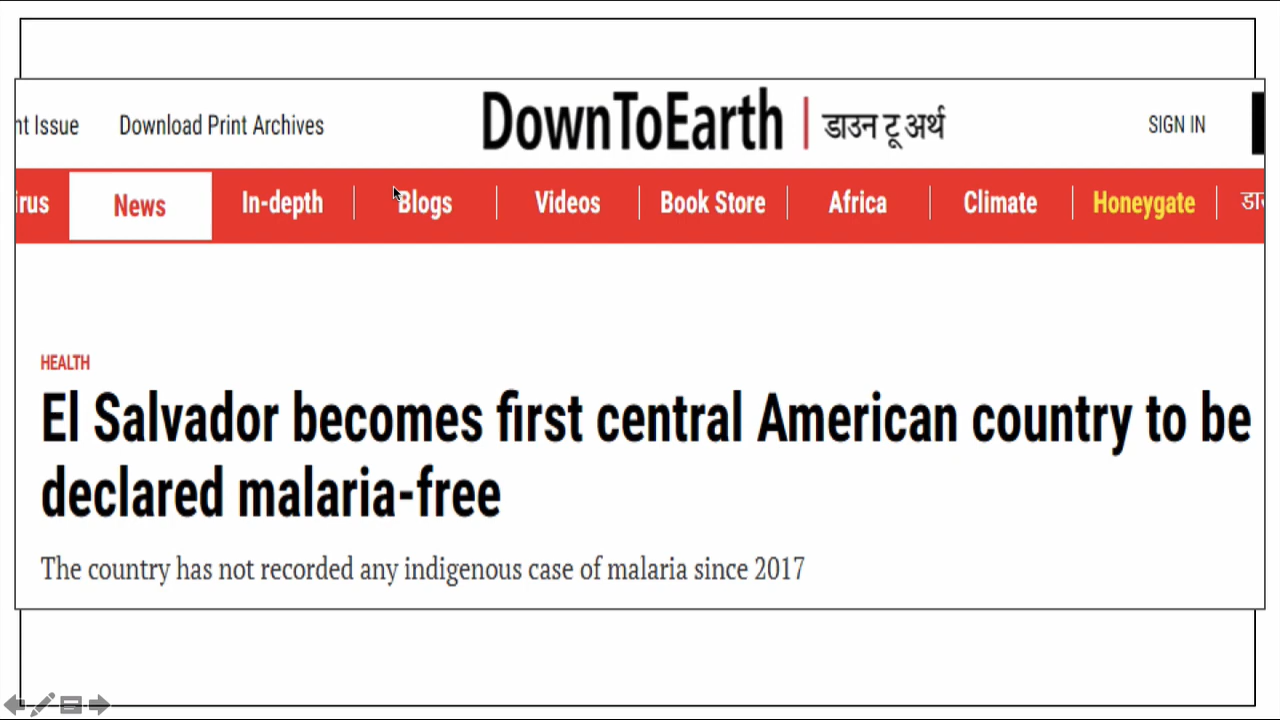 nt Issue Download Print Archives DownToEarth | डाउन टू अर्थ SIGN IN
irus News In-depth Blogs Videos Book Store Africa Climate Honeygate
HEALTH
El Salvador becomes first central American country to be
declared malaria-free
The country has not recorded any indigenous case of malaria since 2017